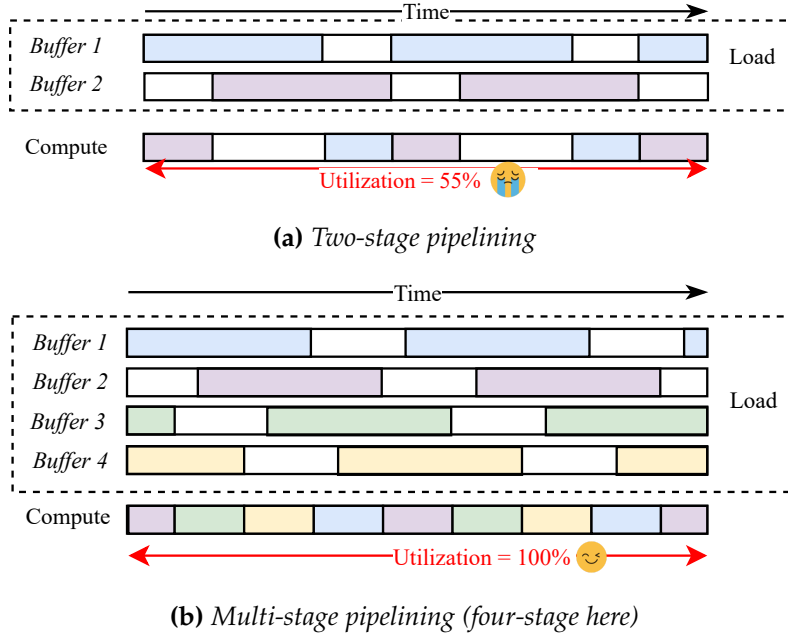 Time
Buffer 1
Load
Buffer 2
Compute
Utilization = 55%
(a) Two-stage pipelining
Time
Buffer 1
Buffer 2
Load
Buffer 3
Buffer 4
Compute
Utilization = 100%
(b) Multi-stage pipelining (four-stage here)